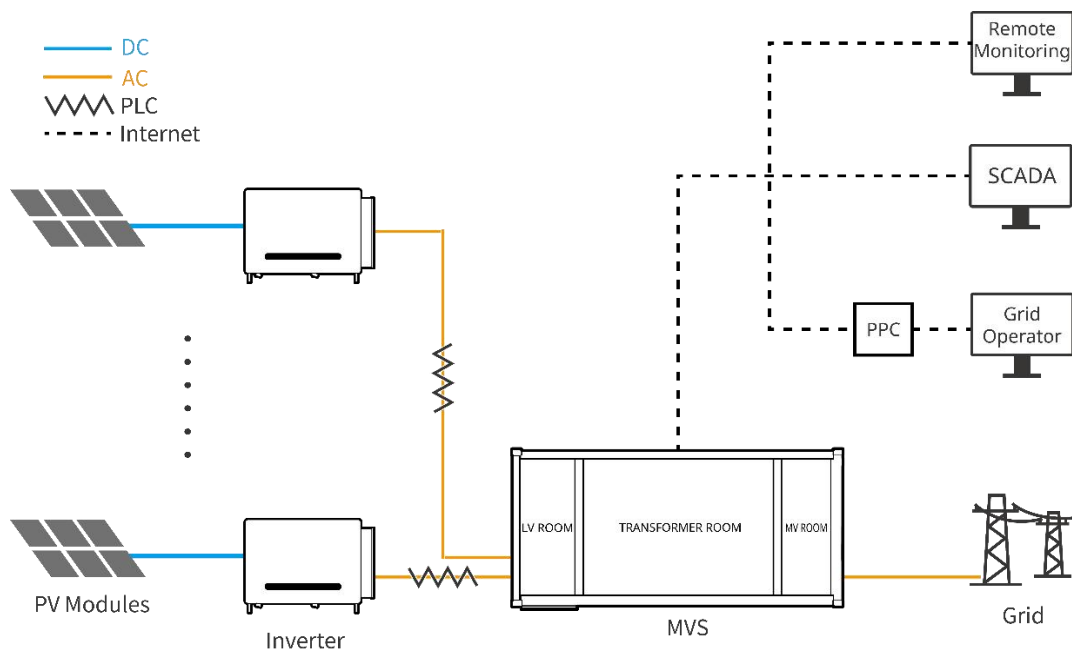 DC
AC
PLC
Internet
Remote
Monitoring
SCADA
PPC
Grid
Operator
LV ROOM
TRANSFORMER ROOM
MV ROOM
PV Modules
Inverter
MVS
Grid